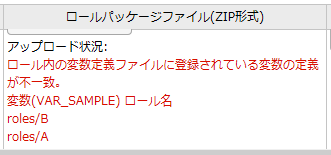 ロールパッケージファイル(ZIP形式)
アップロード状況:
ロール内の変数定義ファイルに登録されている変数の定義
が不一致。
変数(VAR_SAMPLE) ロール名
roles/B
roles/A